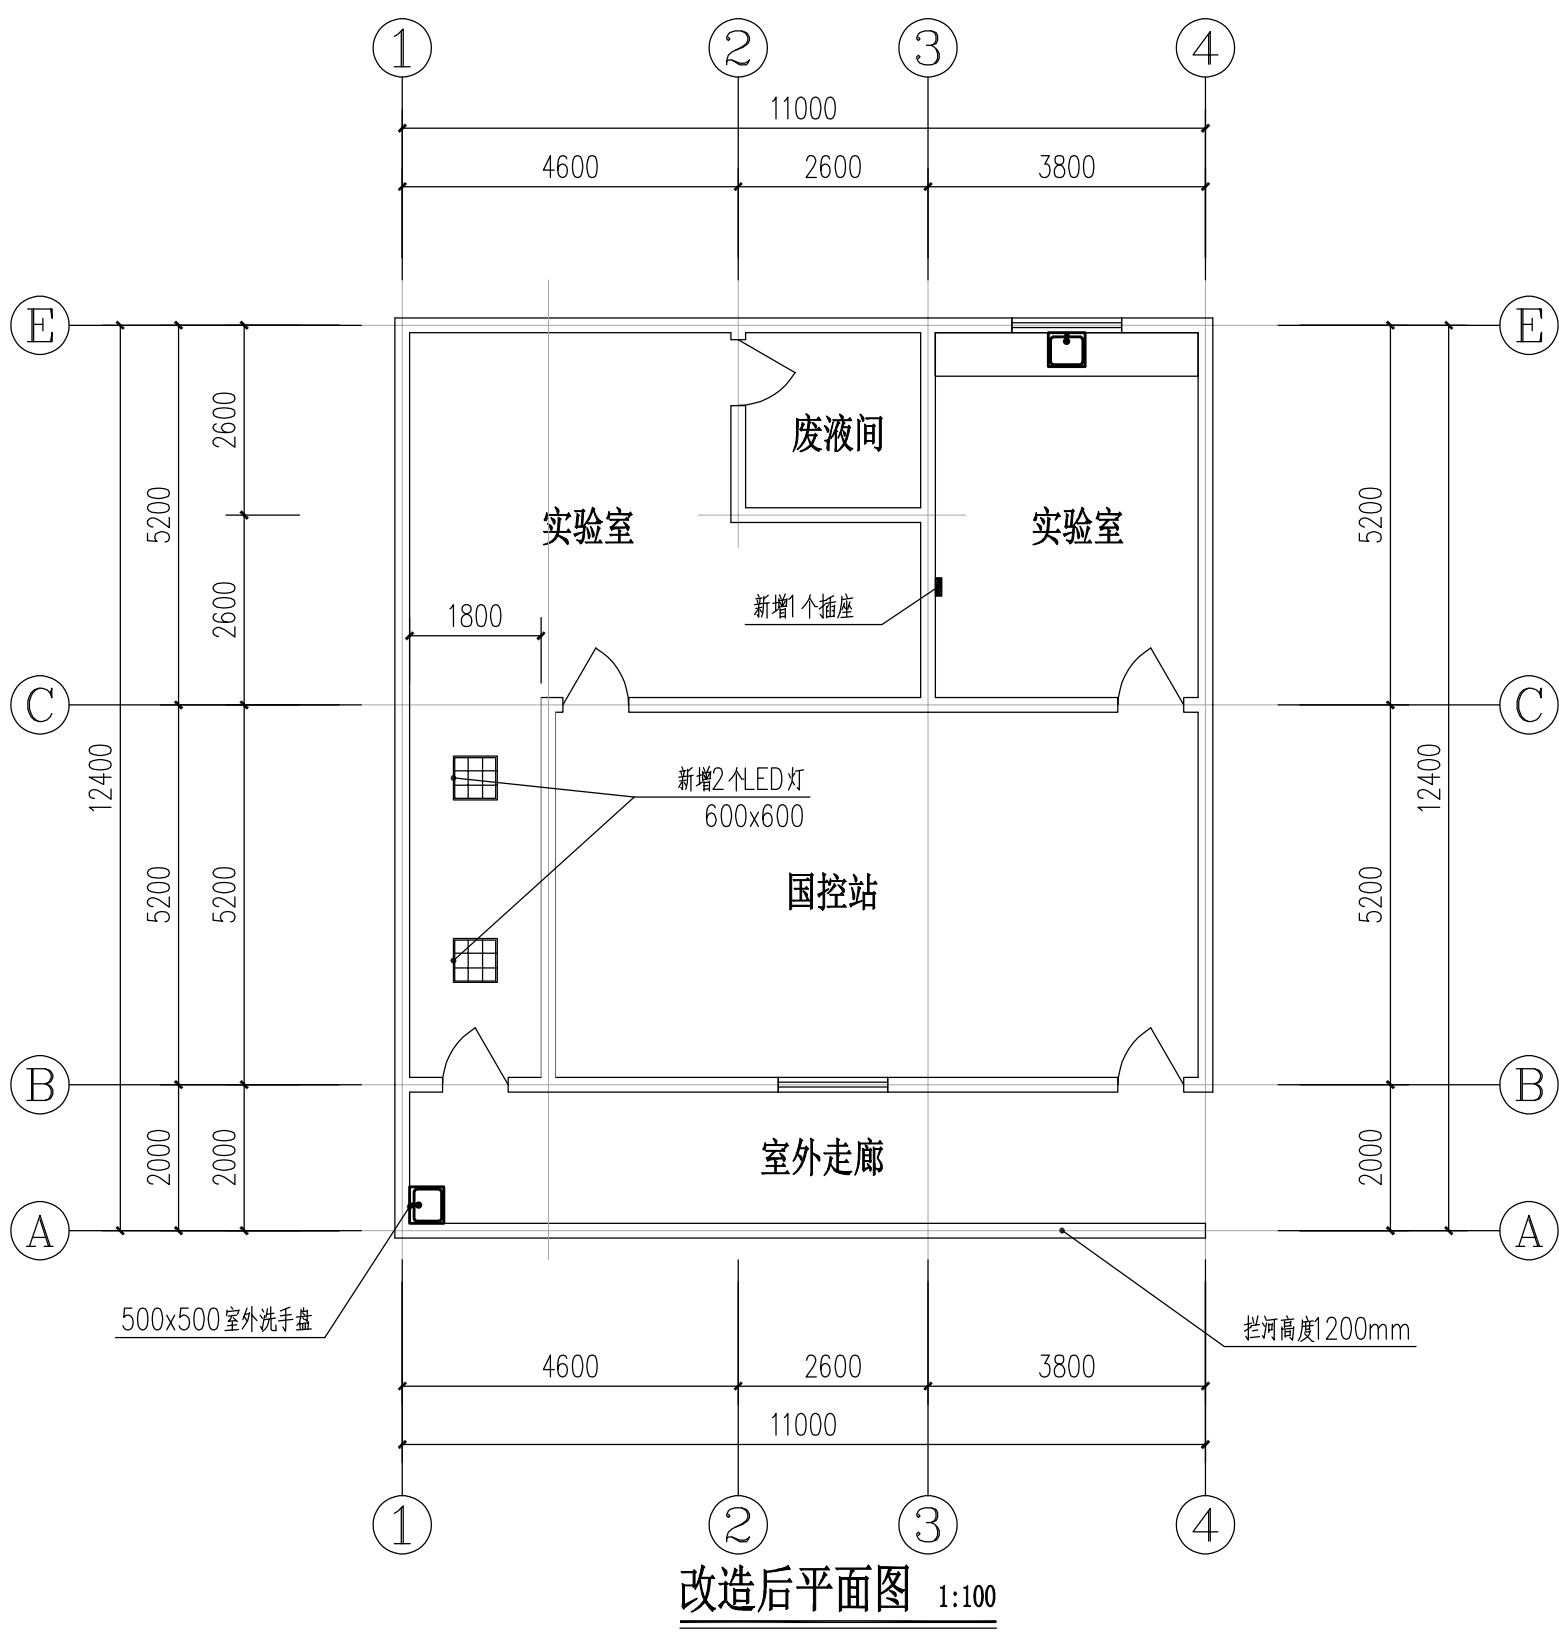 1 2 3 4
11000
4600 2600 3800
E E
2600
5200 5200
废液间
实验室 实验室
2600
1800
新增1个插座
C C
12400 12400
新增2个LED灯
600x600
5200 5200 5200
国控站
B B
2000 2000 2000
室外走廊
A A
500x500室外洗手盘
拦河高度1200mm
4600 2600 3800
11000
1 2 3 4
改造后平面图 1:100